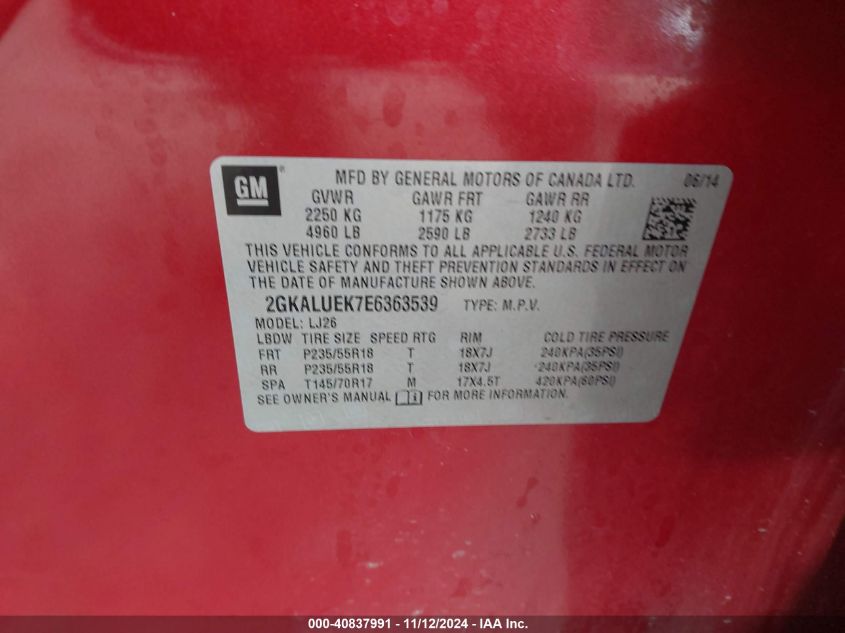 GM
MFD BY GENERAL MOTORS OF CANADA LTD. 06/14
GVWR GAWR FRT GAWR RR
2250 KG 1175 KG 1240 KG
4960 LB 2590 LB 2733 LB
THIS VEHICLE CONFORMS TO ALL APPLICABLE U.S. FEDERAL MOTOR
VEHICLE SAFETY AND THEFT PREVENTION STANDARDS IN EFFECT ON
THE DATE OF MANUFACTURE SHOWN ABOVE.
2GKALUEK7E6363539 TYPE: M.P.V.
MODEL: LJ26
LBDW TIRE SIZE SPEED RTG RIM COLD TIRE PRESSURE
FRT P235/55R18 T 18X7J 240KPA(35PSI)
RR P235/55R18 T 18X7J 240KPA(35PSI)
SPA T145/70R17 M 17X4.5T 420KPA(60PSI)
SEE OWNER'S MANUAL FOR MORE INFORMATION.
000-40837991 - 11/12/2024 - IAA Inc.